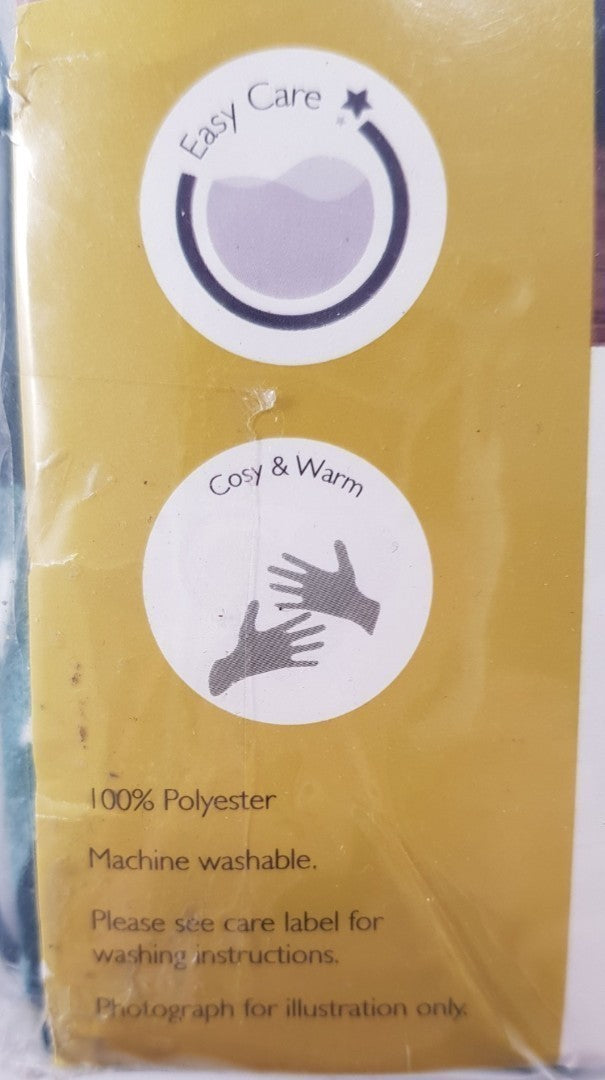 Easy Care
Cosy & Warm
100% Polyester
Machine washable.
Please see care label for
washing instructions.
Photograph for illustration only.